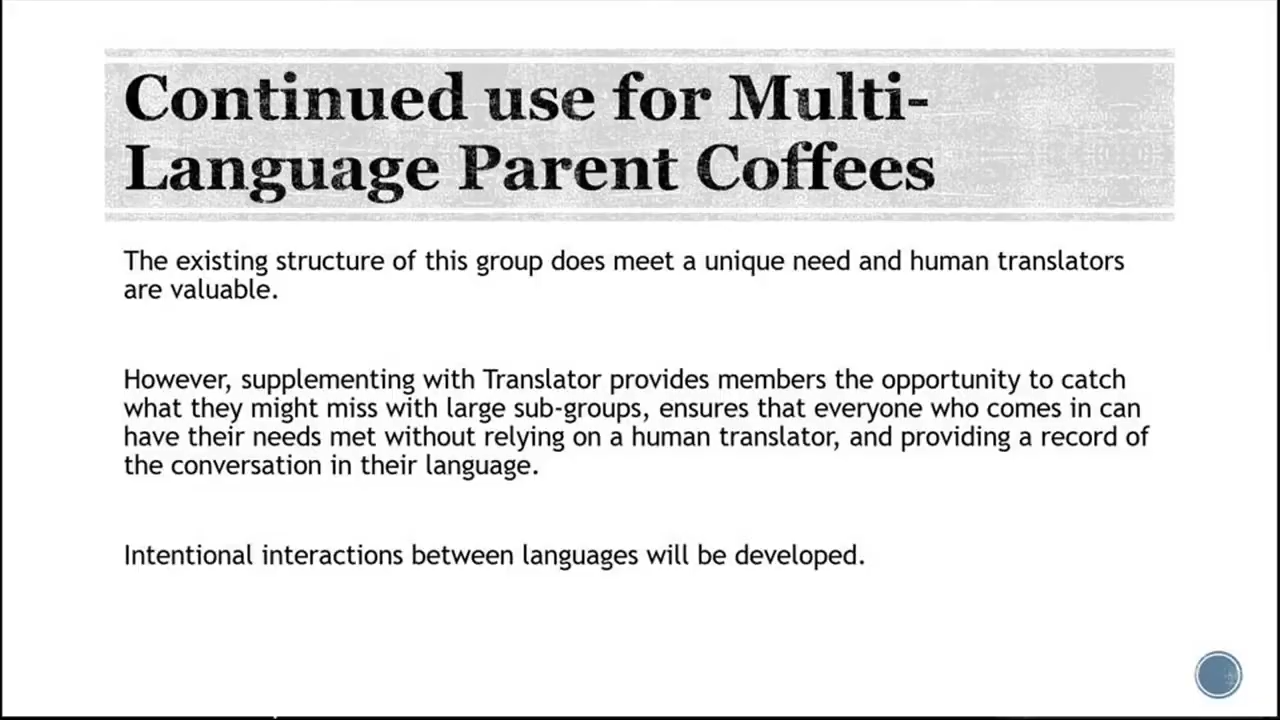 Continued use for Multi-
Language Parent Coffees
The existing structure of this group does meet a unique need and human translators
are valuable.
However, supplementing with Translator provides members the opportunity to catch
what they might miss with large sub-groups, ensures that everyone who comes in can
have their needs met without relying on a human translator, and providing a record of
the conversation in their language.
Intentional interactions between languages will be developed.